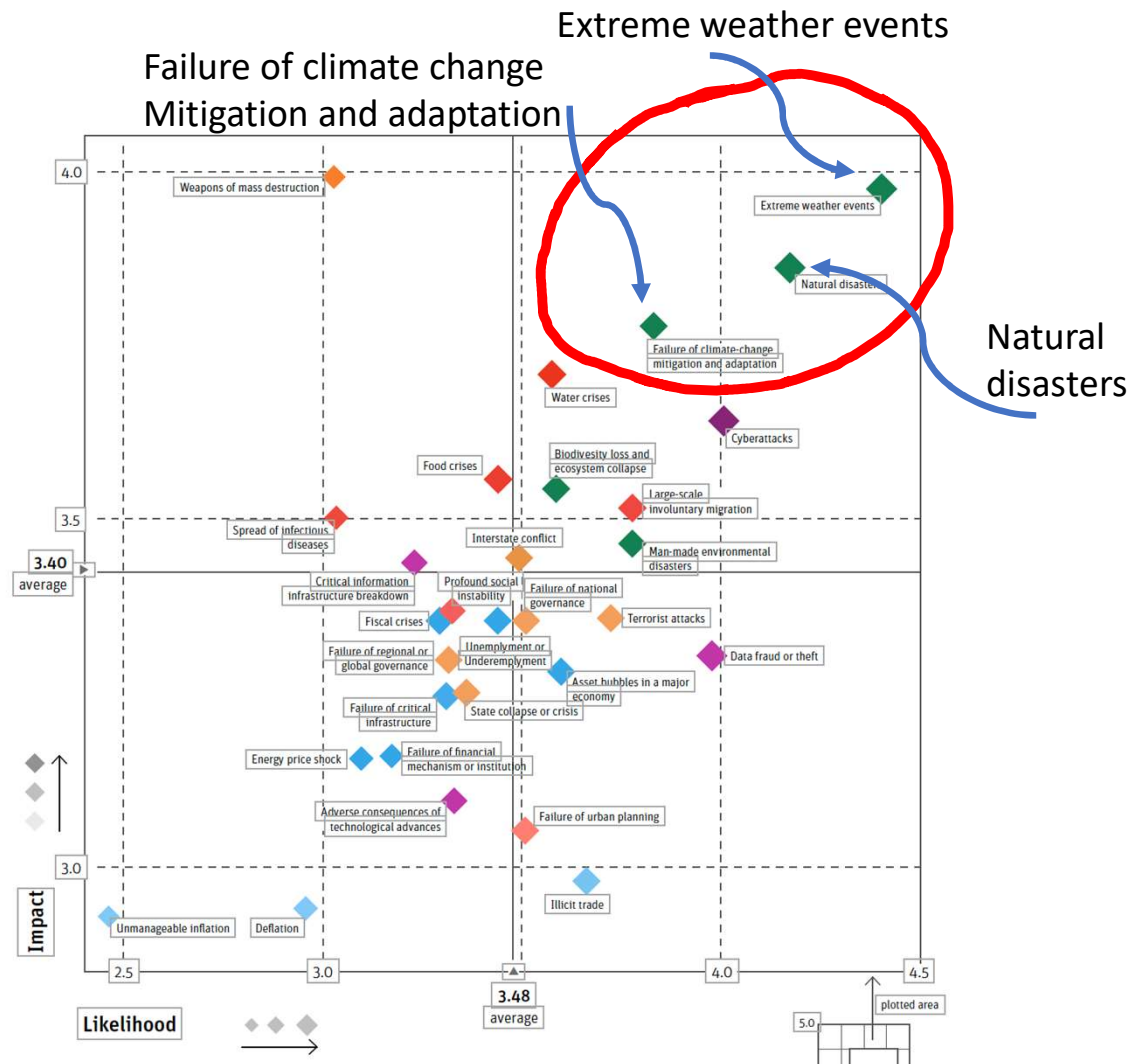 Extreme weather events
Failure of climate change
Mitigation and adaptation
4.0
Weapons of mass destruction
Extreme weather events
Natural disasters
Natural
disasters
Failure of climate-change
mitigation and adaptation
Water crises
Cyberattacks
Food crises
Biodivesity loss and
ecosystem collapse
Large-scale
involuntary migration
3.5
Spread of infectious
diseases
Interstate conflict
Man-made environmental
disasters
3.40
average
Critical information
infrastructure breakdown
Profound social
instability
Failure of national
governance
Fiscal crises
Terrorist attacks
Failure of regional or
global governance
Unemplyment or
Underemplyment
Data fraud or theft
Asset bubbles in a major
economy
Failure of critical
infrastructure
State collapse or crisis
Energy price shock
Failure of financial
mechanism or institution
Adverse consequences of
technological advances
Failure of urban planning
3.0
Impact
Illicit trade
Unmanageable inflation
Deflation
2.5
3.0
4.0
4.5
3.48
average
plotted area
Likelihood
5.0